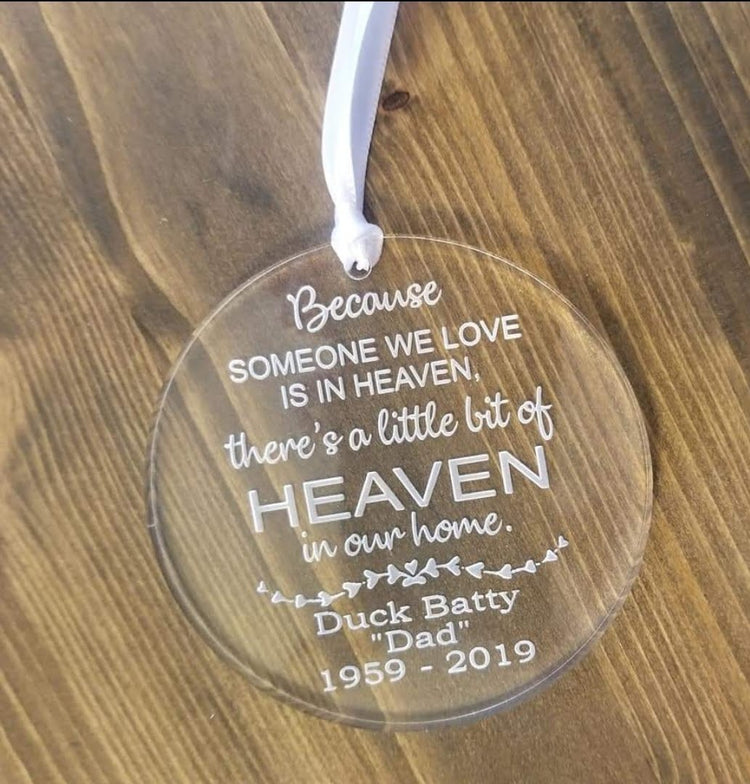 Because
SOMEONE WE LOVE
IS IN HEAVEN,
there's a little bit of
HEAVEN
in our home.
Duck Batty
"Dad"
1959 - 2019